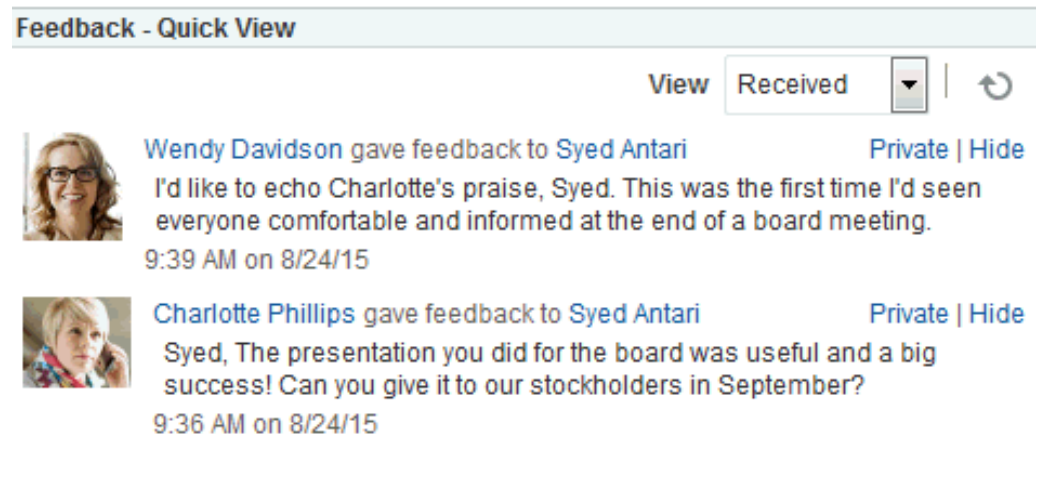 Feedback - Quick View
View Received
Wendy Davidson gave feedback to Syed Antari Private | Hide
I'd like to echo Charlotte's praise, Syed. This was the first time I'd seen
everyone comfortable and informed at the end of a board meeting.
9:39 AM on 8/24/15
Charlotte Phillips gave feedback to Syed Antari Private | Hide
Syed, The presentation you did for the board was useful and a big
success! Can you give it to our stockholders in September?
9:36 AM on 8/24/15